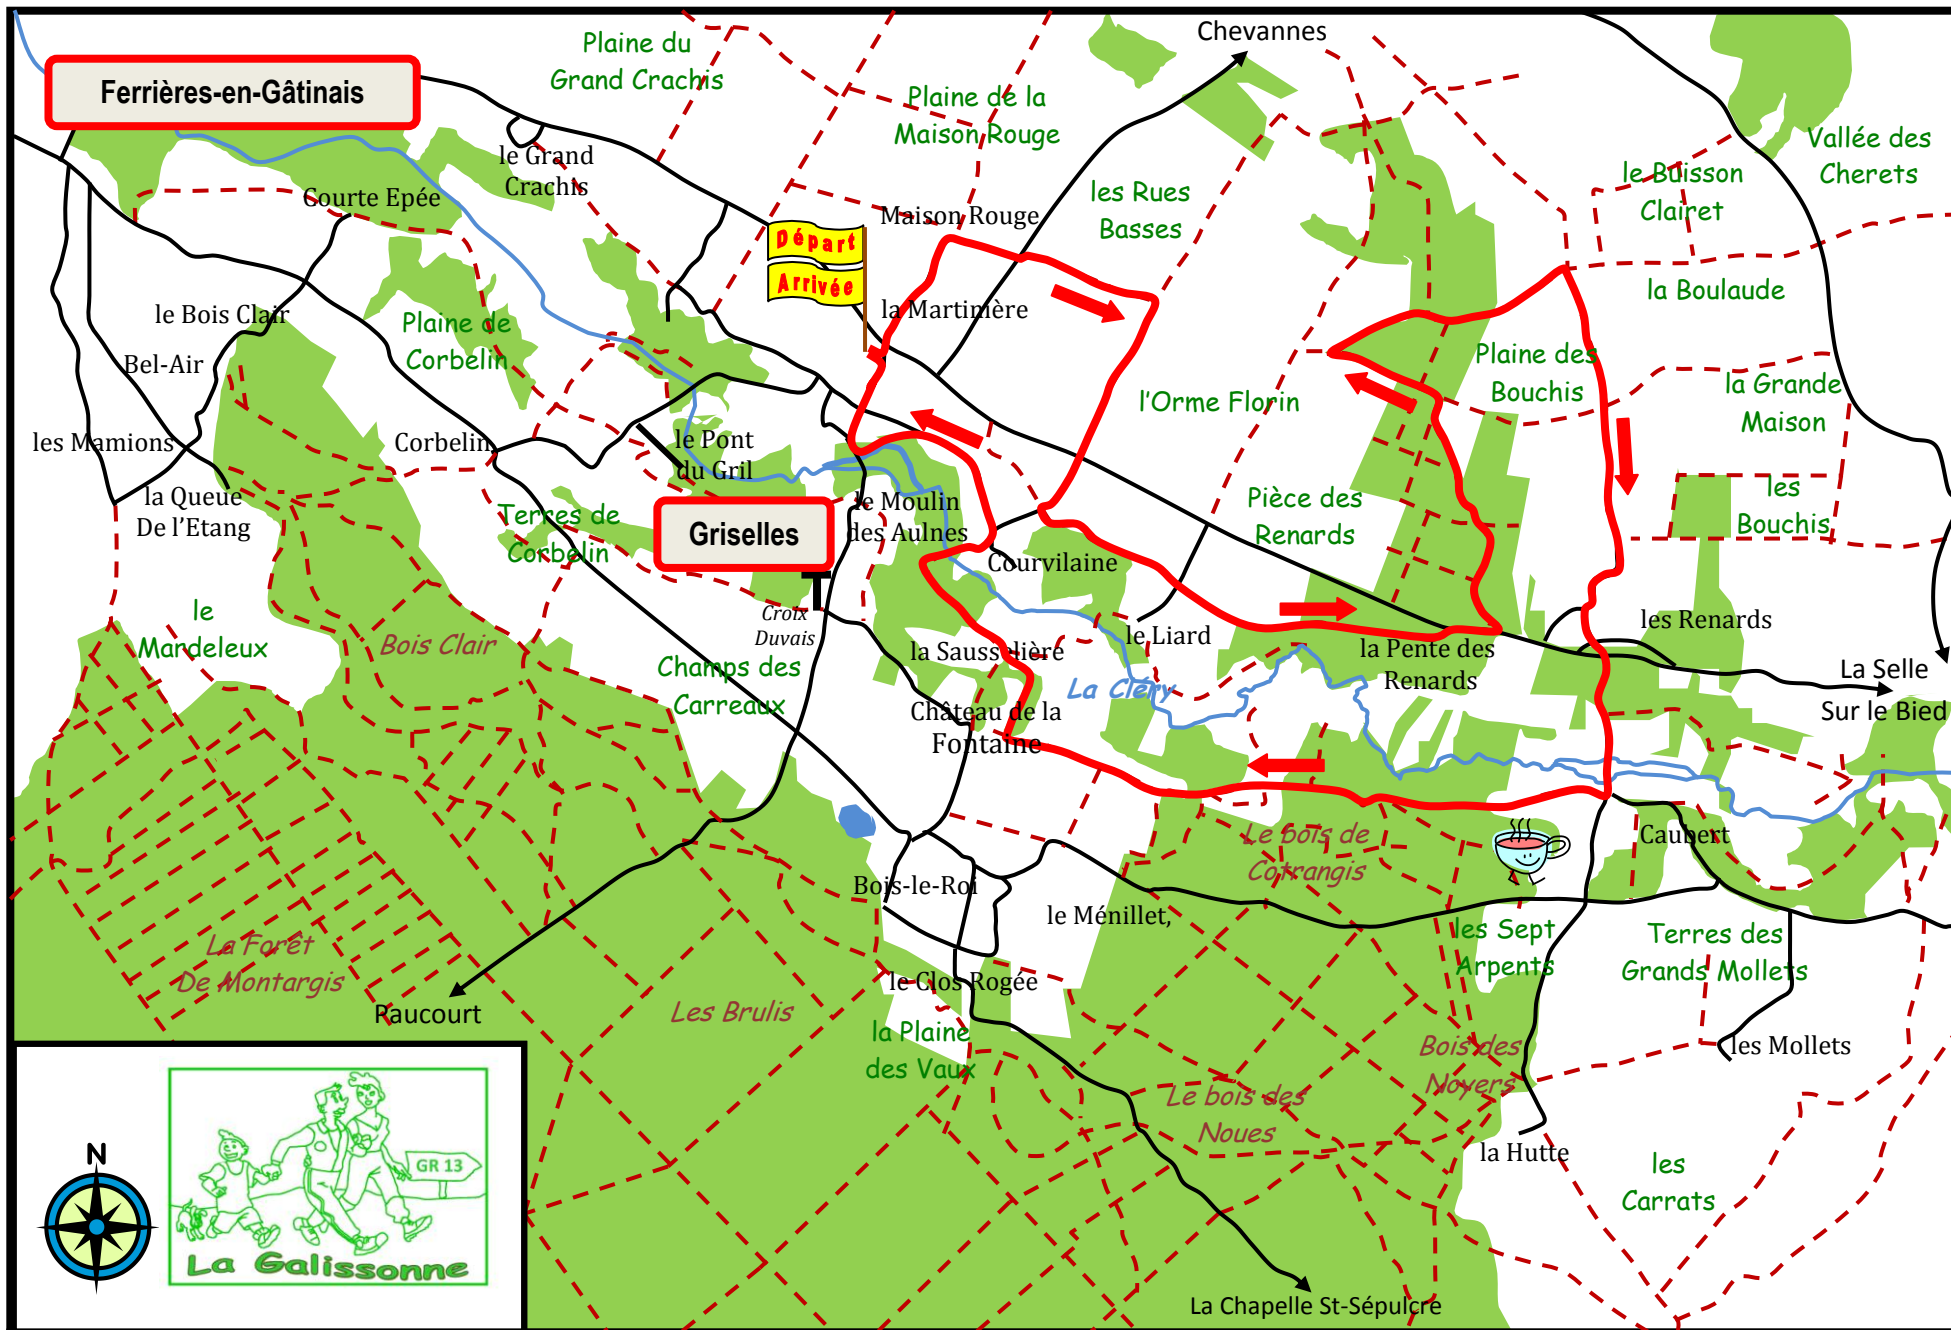 Chevannes
Plaine du
Grand Crachis
Ferrières-en-Gâtinais
Plaine de la
Maison Rouge
Vallée des
Cherets
le Grand
Crachis
le Buisson
Clairet
Courte Epée
les Rues
Basses
Maison Rouge
Départ
Arrivée
la Boulaude
la Martinière
le Bois Clair
Plaine de
Corbelin
Bel-Air
Plaine des
Bouchis
la Grande
Maison
l'Orme Florin
les Mamions
Corbelin
le Pont
du Gril
la Queue
De l'Etang
Terres de
Corbelin
Griselles
le Moulin
des Aulnes
Pièce des
Renards
les
Bouchis
Courvilaine
le
Mandeleux
Bois Clair
Croix
Duvais
le Liard
les Renards
la Sausselière
la Pente des
Renards
Champs des
Carreaux
La Cléry
La Selle
Sur le Bied
Château de la
Fontaine
Le bois de
Cotrangis
Caubert
Bois-le-Roi
le Ménillet,
les Sept
Arpents
Terres des
Grands Mollets
La Forêt
De Montargis
le Clos Rogée
Paucourt
Les Brulis
la Plaine
des Vaux
Bois des
Noyers
les Mollets
Le bois des
Noues
la Hutte
les
Carrats
N
GR 13
La Galissonne
La Chapelle St-Sépulcre